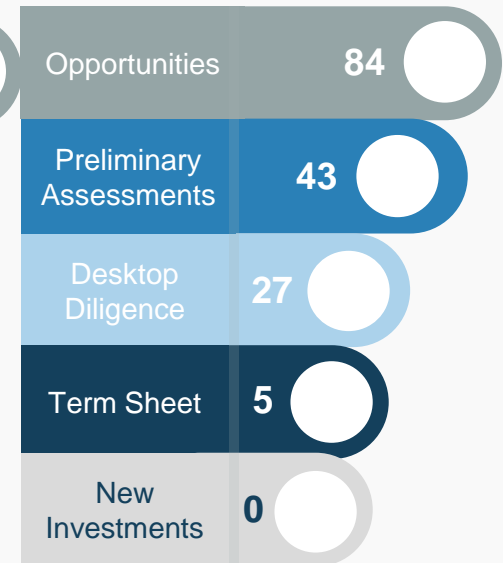 Opportunities 84
Preliminary
Assessments 43
Desktop
Diligence 27
Term Sheet 5
New
Investments 0